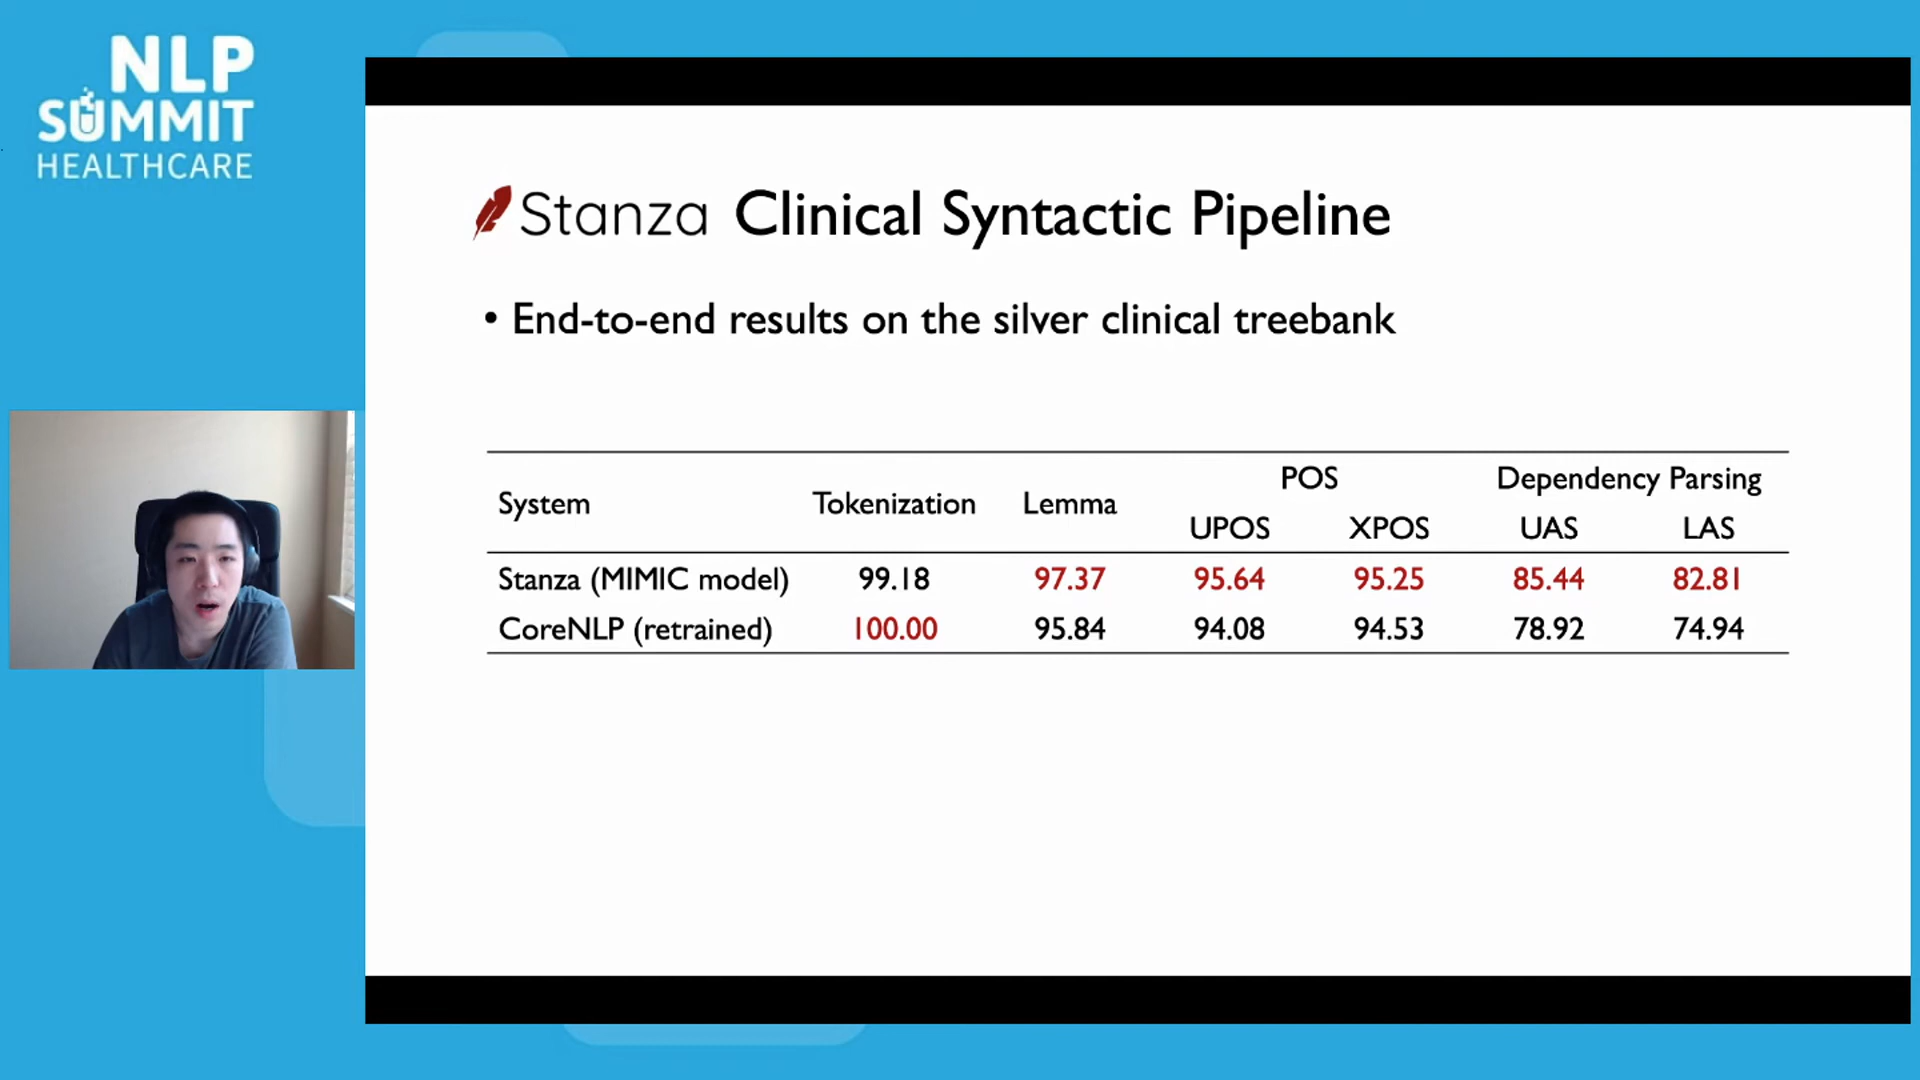 NLP
SUMMIT
HEALTHCARE
Stanza Clinical Syntactic Pipeline
• End-to-end results on the silver clinical treebank
System Tokenization Lemma POS Dependency Parsing
UPOS XPOS UAS LAS
Stanza (MIMIC model) 99.18 97.37 95.64 95.25 85.44 82.81
CoreNLP (retrained) 100.00 95.84 94.08 94.53 78.92 74.94